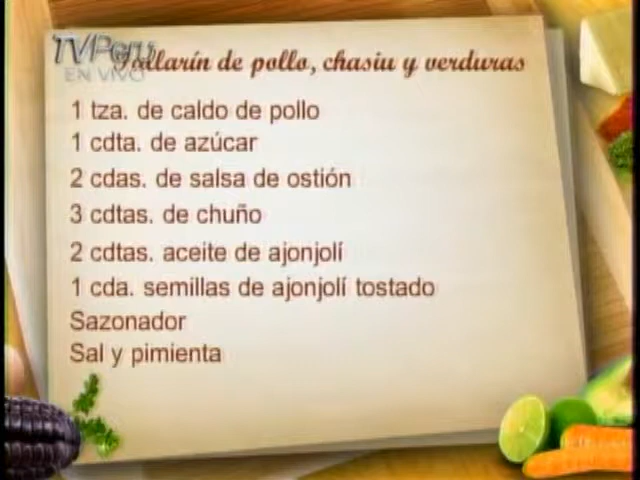 TVPerú
EN VIVO
Tallarín de pollo, chasiu y verduras
1 tza. de caldo de pollo
1 cdta. de azúcar
2 cdas. de salsa de ostión
3 cdtas. de chuño
2 cdtas. aceite de ajonjolí
1 cda. semillas de ajonjolí tostado
Sazonador
Sal y pimienta